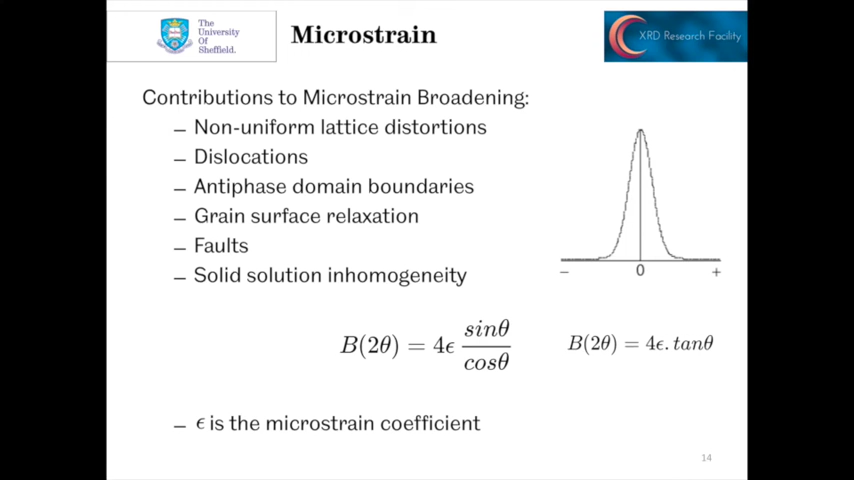 The
University
Of
Sheffield.
Microstrain
XRD Research Facility
Contributions to Microstrain Broadening:
– Non-uniform lattice distortions
– Dislocations
– Antiphase domain boundaries
– Grain surface relaxation
– Faults
– Solid solution inhomogeneity
– 0 +
B(2θ) = 4ϵ sinθ / cosθ
B(2θ) = 4ϵ. tanθ
– ϵ is the microstrain coefficient
14